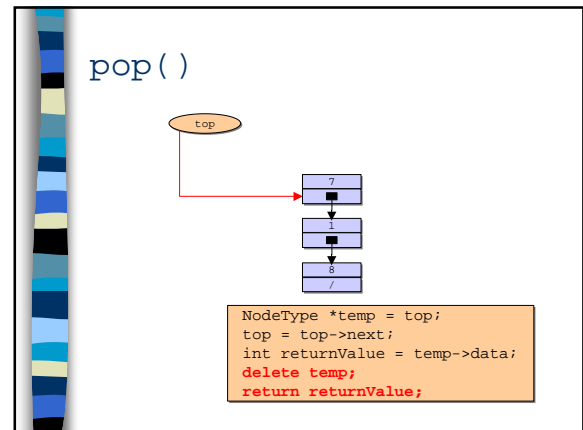 pop()
top
7
1
8
/
NodeType *temp = top;
top = top->next;
int returnValue = temp->data;
delete temp;
return returnValue;